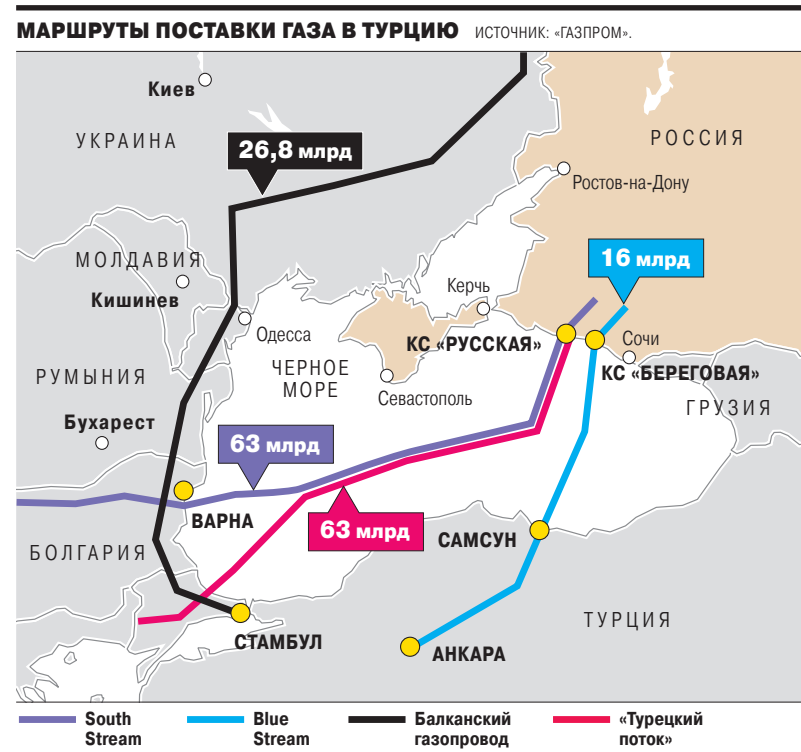 МАРШРУТЫ ПОСТАВКИ ГАЗА В ТУРЦИЮ ИСТОЧНИК: «ГАЗПРОМ».
Киев
УКРАИНА
26,8 млрд
РОССИЯ
Ростов-на-Дону
МОЛДАВИЯ
Кишинев
16 млрд
Керчь
Одесса
КС «РУССКАЯ»
Сочи
ЧЕРНОЕ
МОРЕ
КС «БЕРЕГОВАЯ»
РУМЫНИЯ
Севастополь
ГРУЗИЯ
Бухарест
63 млрд
ВАРНА
63 млрд
САМСУН
БОЛГАРИЯ
ТУРЦИЯ
СТАМБУЛ
АНКАРА
South
Stream
Blue
Stream
Балканский
газопровод
«Турецкий
поток»